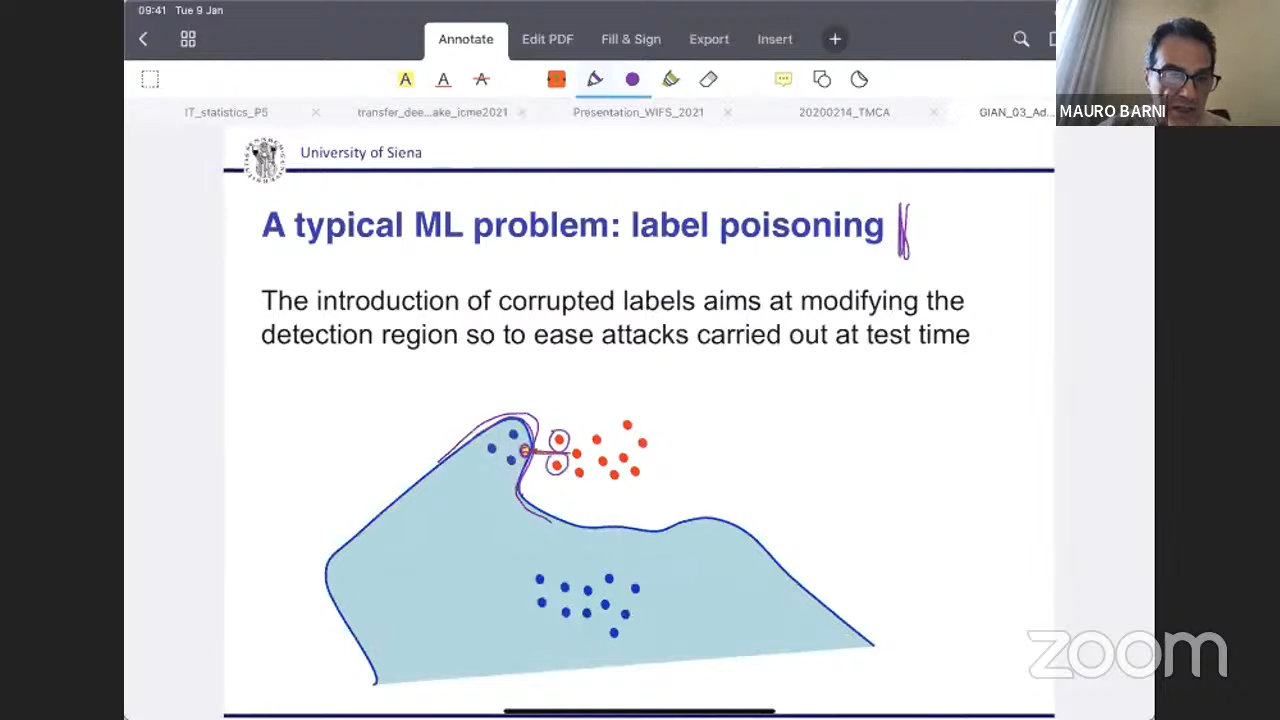 09:41 Tue 9 Jan
Annotate Edit PDF Fill & Sign Export Insert
A A A
IT_statistics_P5 transfer_dee...ake_icme2021 Presentation_WIFS_2021 20200214_TMCA GIAN_03_Ad...
MAURO BARNI
University of Siena
A typical ML problem: label poisoning
The introduction of corrupted labels aims at modifying the
detection region so to ease attacks carried out at test time
zoom